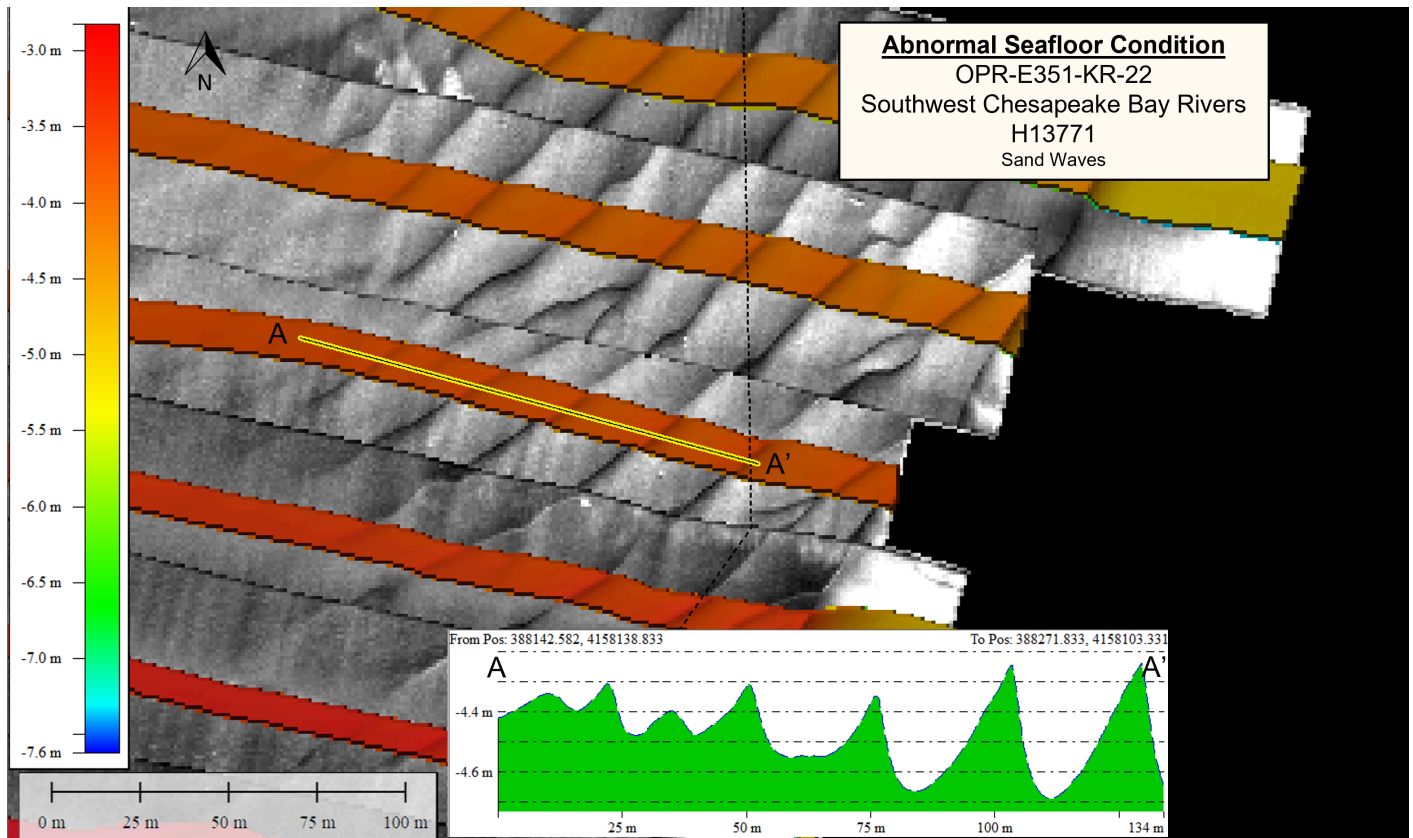 Abnormal Seafloor Condition
OPR-E351-KR-22
Southwest Chesapeake Bay Rivers
H13771
Sand Waves
N
-3.0 m
-3.5 m
-4.0 m
-4.5 m
-5.0 m
-5.5 m
-6.0 m
-6.5 m
-7.0 m
-7.6 m
A
A’
0 m 25 m 50 m 75 m 100 m
From Pos: 388142.582, 4158138.833 To Pos: 388271.833, 4158103.331
A A’
-4.4 m
-4.6 m
25 m 50 m 75 m 100 m 134 m